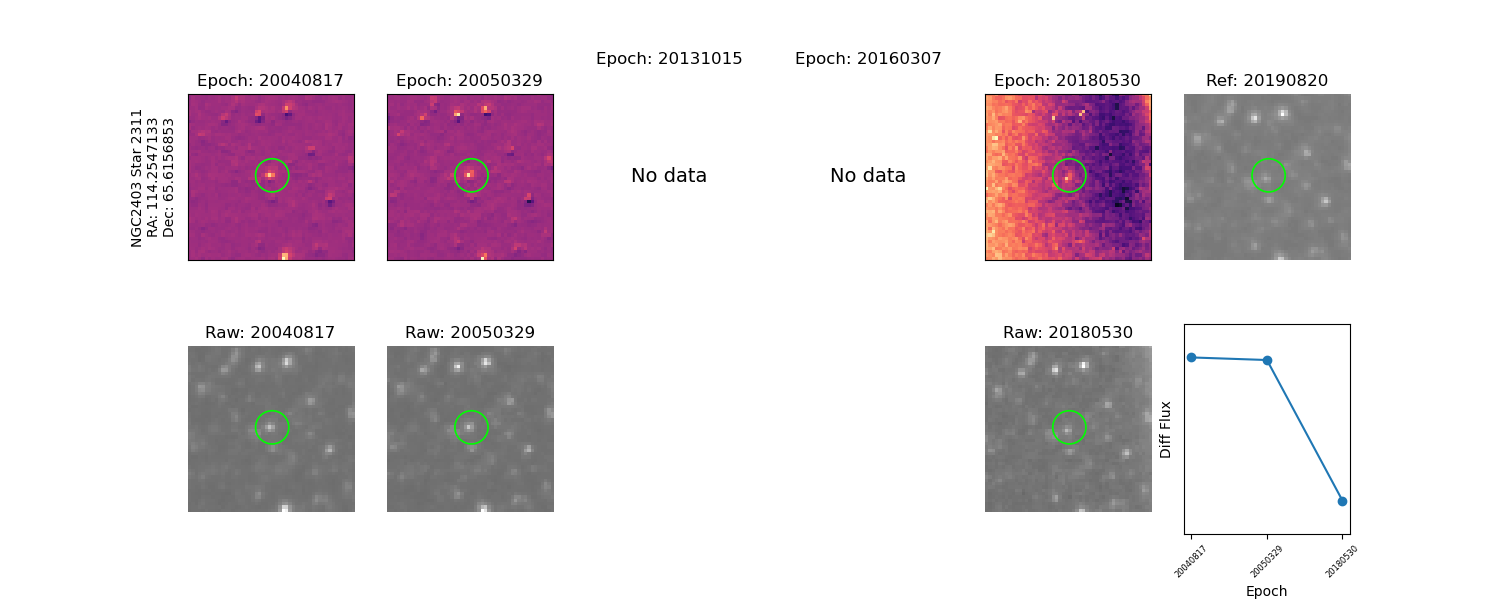 Epoch: 20040817
Epoch: 20050329
Epoch: 20131015
Epoch: 20160307
Epoch: 20180530
Ref: 20190820
NGC2403 Star 2311
RA: 114.2547133
Dec: 65.6156853
No data
No data
Raw: 20040817
Raw: 20050329
Raw: 20180530
Diff Flux
20040817
20050329
20180530
Epoch